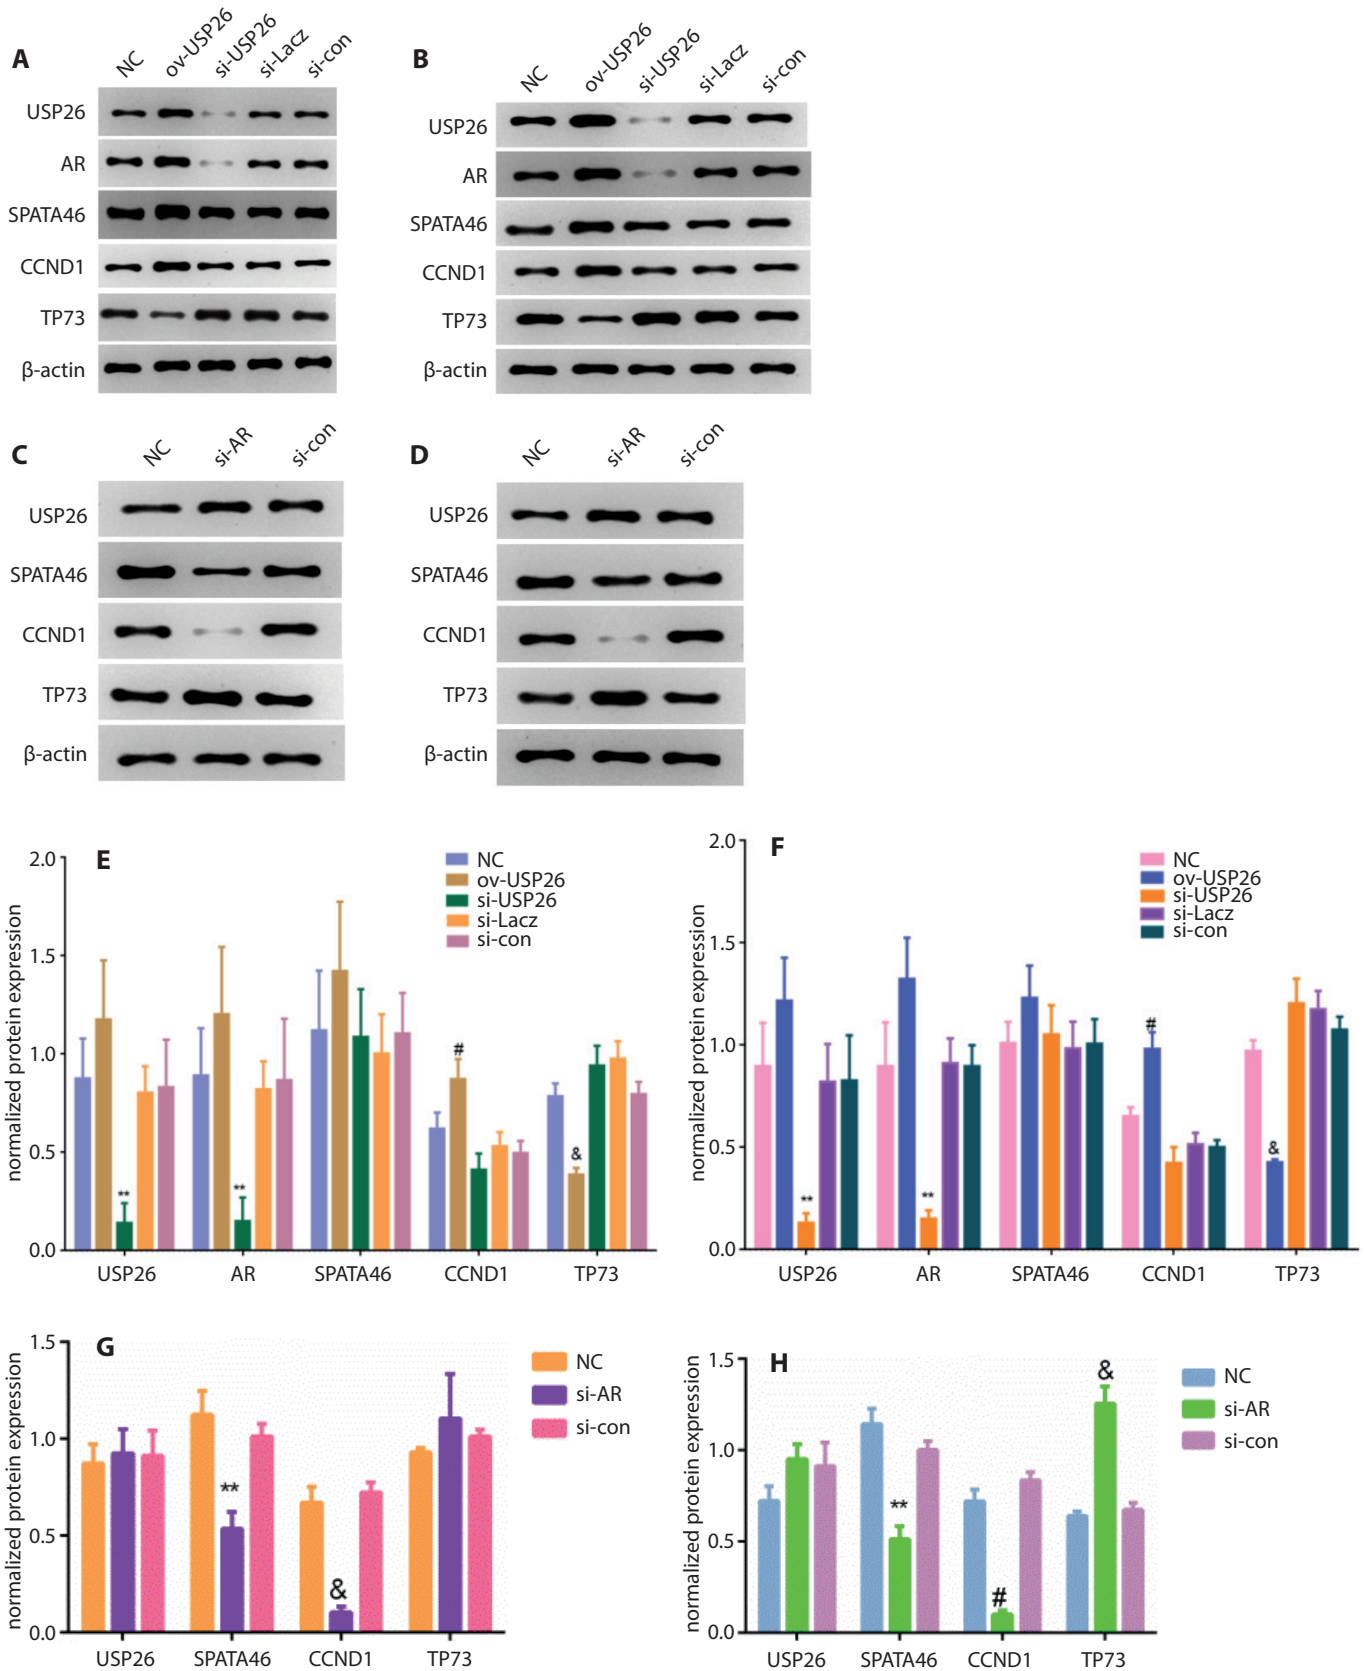 A
NC ov-USP26 si-USP26 si-Lacz si-con
USP26
AR
SPATA46
CCND1
TP73
β-actin
B
NC ov-USP26 si-USP26 si-Lacz si-con
USP26
AR
SPATA46
CCND1
TP73
β-actin
C
NC si-AR si-con
USP26
SPATA46
CCND1
TP73
β-actin
D
NC si-AR si-con
USP26
SPATA46
CCND1
TP73
β-actin
E
normalized protein expression
2.0
1.5
1.0
0.5
0.0
NC
ov-USP26
si-USP26
si-Lacz
si-con
** ** # &
USP26 AR SPATA46 CCND1 TP73
F
normalized protein expression
2.0
1.5
1.0
0.5
0.0
NC
ov-USP26
si-USP26
si-Lacz
si-con
** ** # &
USP26 AR SPATA46 CCND1 TP73
G
normalized protein expression
1.5
1.0
0.5
0.0
NC
si-AR
si-con
** &
USP26 SPATA46 CCND1 TP73
H
normalized protein expression
1.5
1.0
0.5
0.0
NC
si-AR
si-con
** # &
USP26 SPATA46 CCND1 TP73